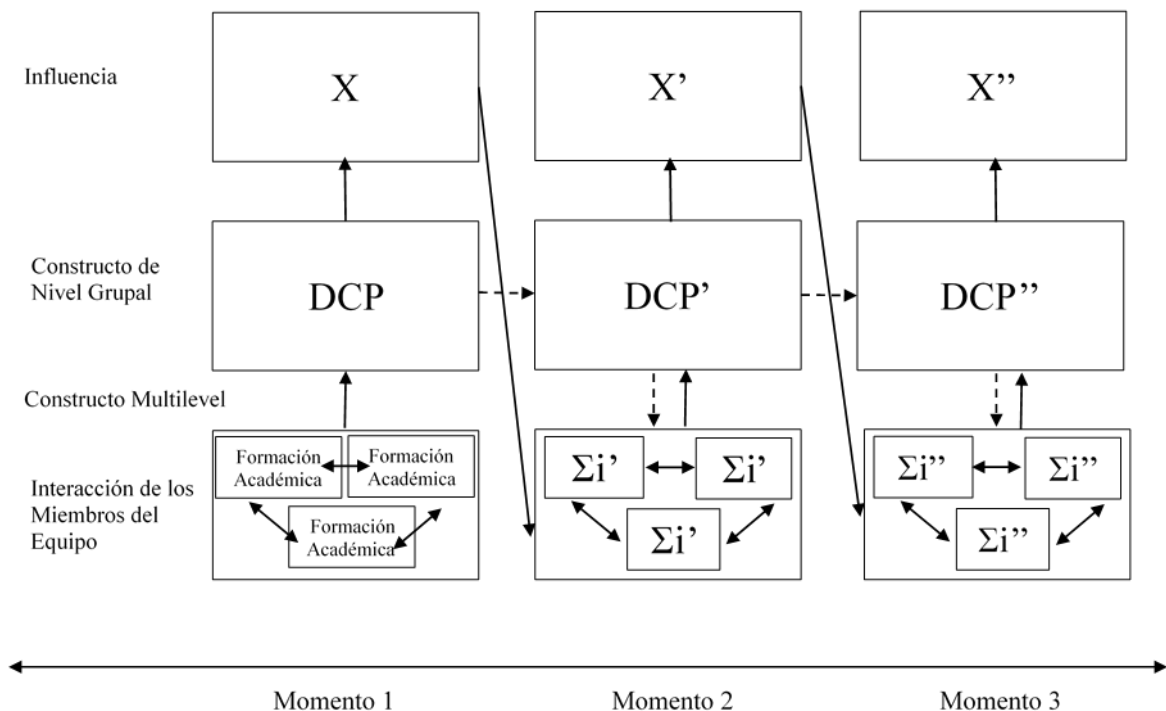 Influencia
X
X’
X’’
Constructo de
Nivel Grupal
DCP
DCP’
DCP’’
Constructo Multilevel
Interacción de los
Miembros del
Equipo
Formación
Académica
Formación
Académica
Formación
Académica
Σi’
Σi’
Σi’
Σi’’
Σi’’
Σi’’
Momento 1
Momento 2
Momento 3